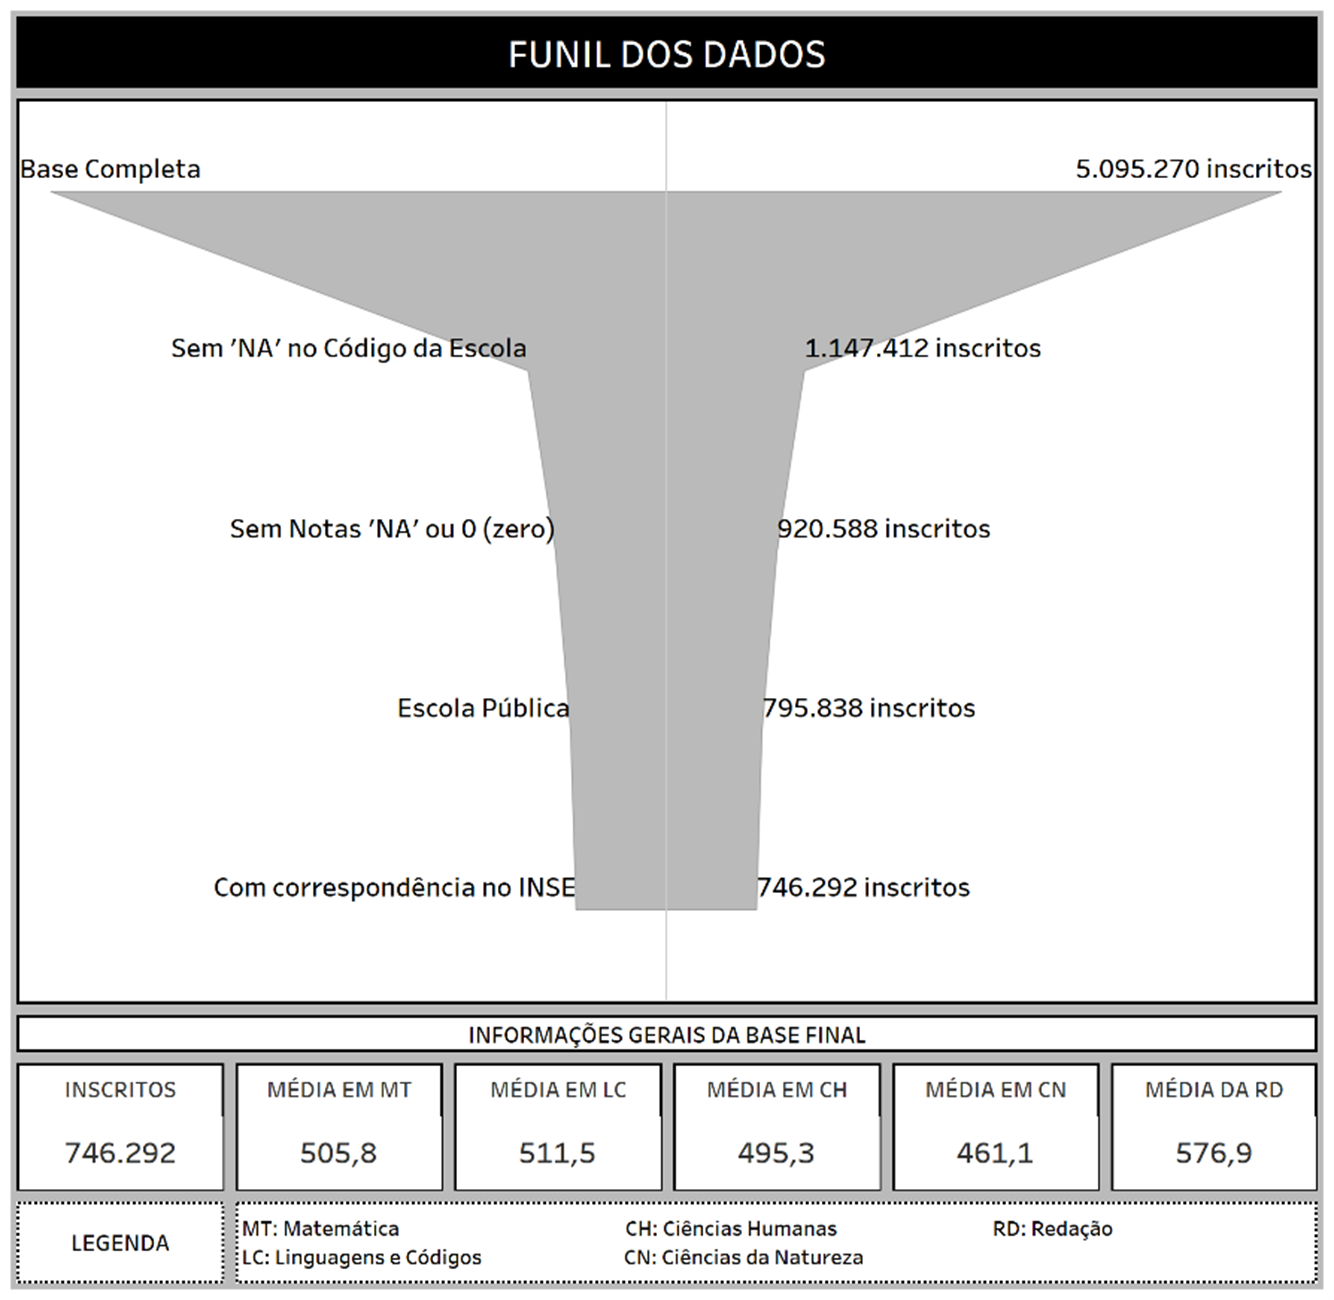 FUNIL DOS DADOS
Base Completa 5.095.270 inscritos
Sem 'NA' no Código da Escola 1.147.412 inscritos
Sem Notas 'NA' ou 0 (zero) 920.588 inscritos
Escola Pública 795.838 inscritos
Com correspondência no INSE 746.292 inscritos
INFORMAÇÕES GERAIS DA BASE FINAL
INSCRITOS MÉDIA EM MT MÉDIA EM LC MÉDIA EM CH MÉDIA EM CN MÉDIA DA RD
746.292 505,8 511,5 495,3 461,1 576,9
LEGENDA
MT: Matemática CH: Ciências Humanas RD: Redação
LC: Linguagens e Códigos CN: Ciências da Natureza